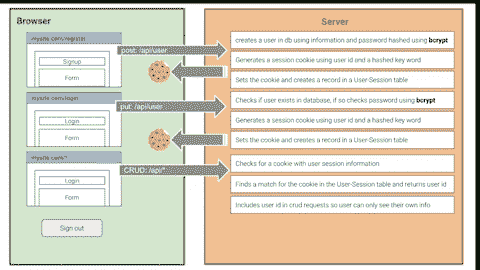 Browser
mysite.com/register
Signup
Form
post: /api/user
mysite.com/login
Login
Form
put: /api/user
mysite.com/*
Login
Form
CRUD: /api/*
Sign out
Server
creates a user in db using information and password hashed using bcrypt
Generates a session cookie using user id and a hashed key word
Sets the cookie and creates a record in a User-Session table
Checks if user exists in database, if so checks password using bcrypt
Generates a session cookie using user id and a hashed key word
Sets the cookie and creates a record in a User-Session table
Checks for a cookie with user session information
Finds a match for the cookie in the User-Session table and returns user id
Includes user id in crud requests so user can only see their own info